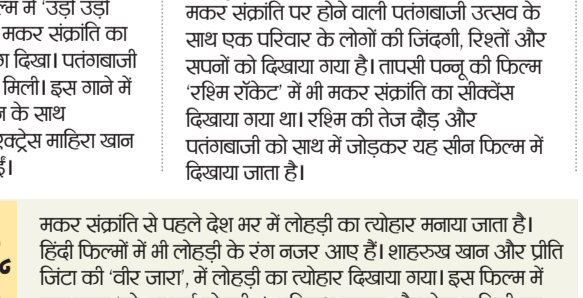 ल्म में 'उड़ी उड़ी
मकर संक्रांति का
ग दिखा। पतंगबाजी
मिली। इस गाने में
न के साथ
एक्ट्रेस माहिरा खान
ईं।
मकर संक्रांति पर होने वाली पतंगबाजी उत्सव के
साथ एक परिवार के लोगों की जिंदगी, रिश्तों और
सपनों को दिखाया गया है। तापसी पन्नू की फिल्म
'रश्मि रॉकेट' में भी मकर संक्रांति का सीक्वेंस
दिखाया गया था। रश्मि की तेज दौड़ और
पतंगबाजी को साथ में जोड़कर यह सीन फिल्म में
दिखाया जाता है।
मकर संक्रांति से पहले देश भर में लोहड़ी का त्योहार मनाया जाता है।
हिंदी फिल्मों में भी लोहड़ी के रंग नजर आए हैं। शाहरुख खान और प्रीति
जिंटा की 'वीर जारा', में लोहड़ी का त्योहार दिखाया गया। इस फिल्म में